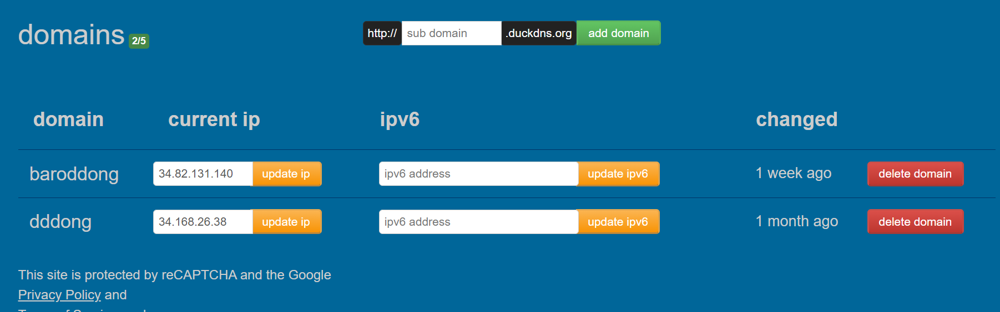 domains 2/5
http:// sub domain .duckdns.org add domain
domain current ip ipv6 changed
baroddong 34.82.131.140 update ip ipv6 address update ipv6 1 week ago delete domain
dddong 34.168.26.38 update ip ipv6 address update ipv6 1 month ago delete domain
This site is protected by reCAPTCHA and the Google
Privacy Policy and